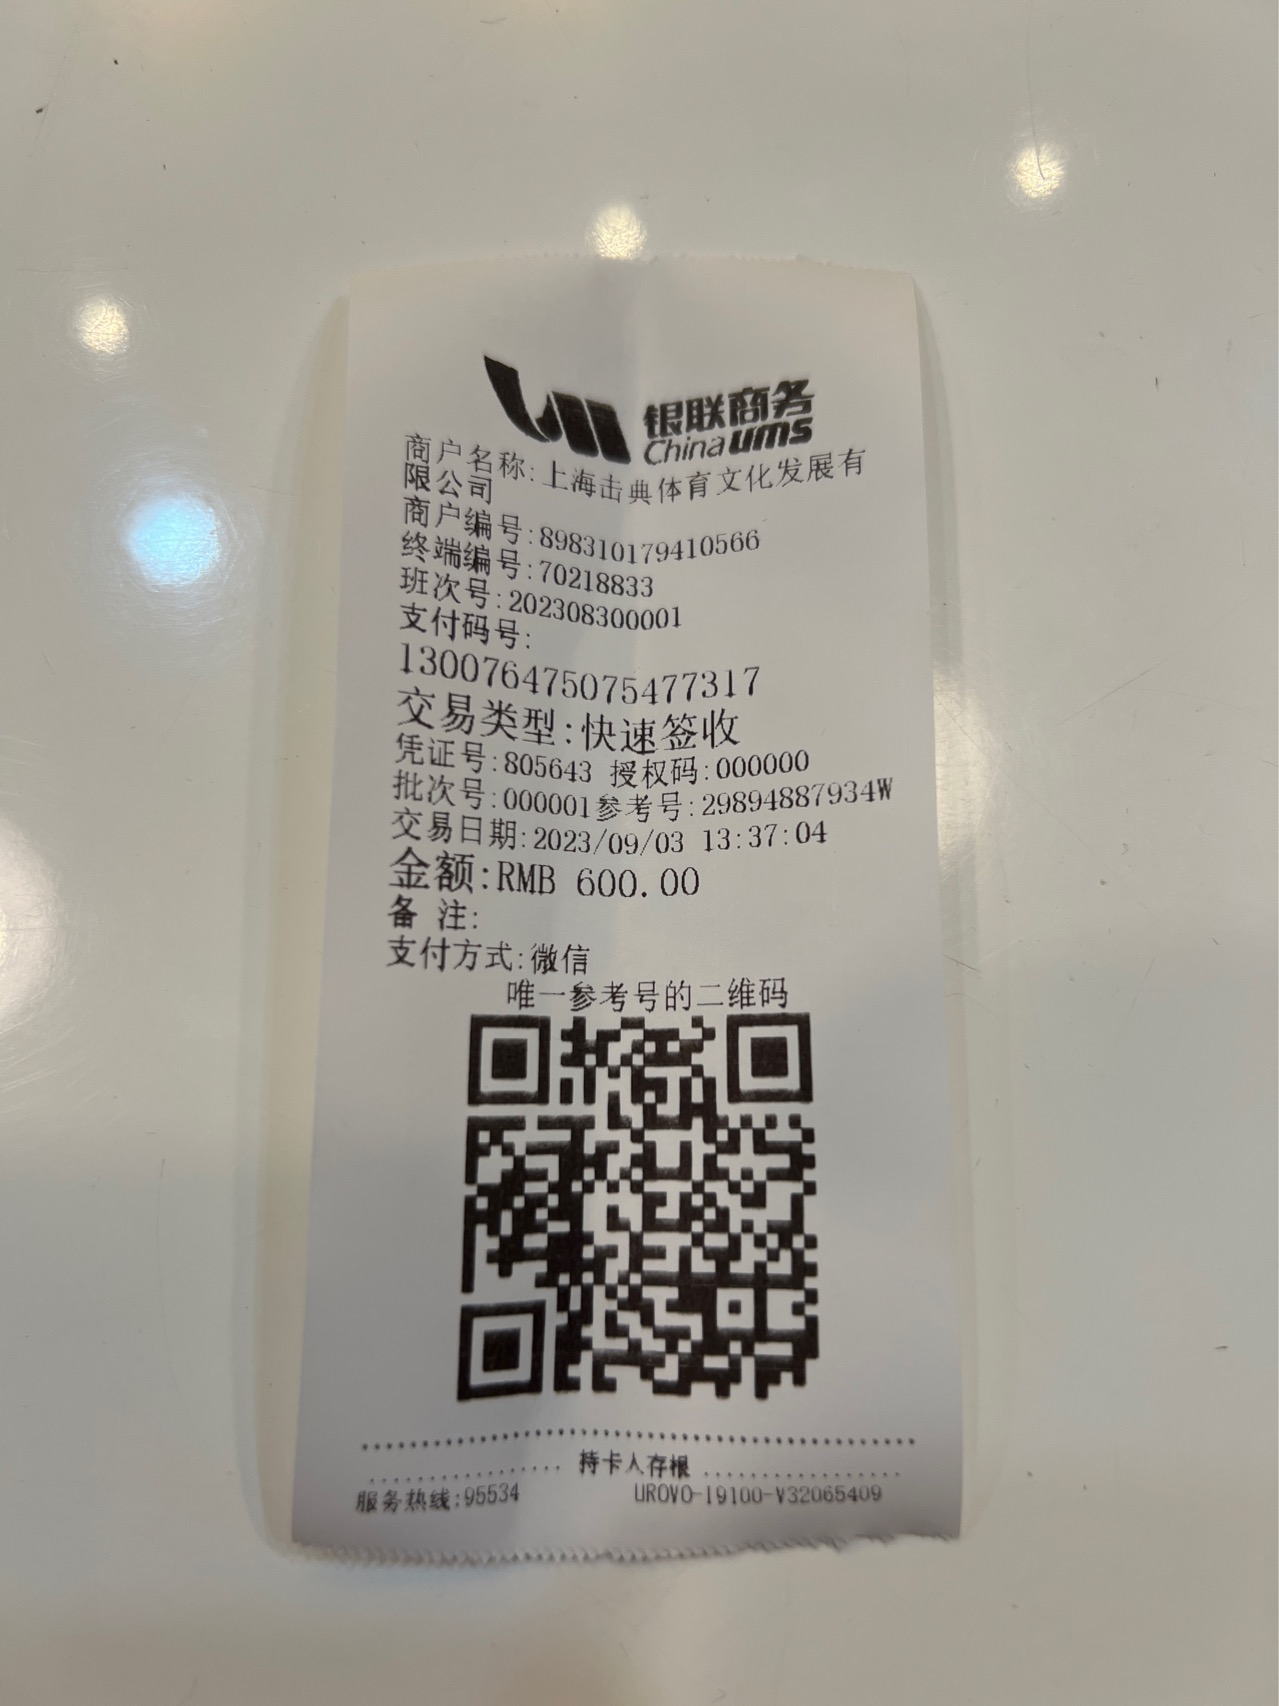 银联商务
China ums
商户名称:上海击典体育文化发展有
限公司
商户编号:898310179410566
终端编号:70218833
班次号:202308300001
支付码号:
130076475075477317
交易类型:快速签收
凭证号:805643 授权码:000000
批次号:000001参考号:29894887934W
交易日期:2023/09/03 13:37:04
金额:RMB 600.00
备 注:
支付方式:微信
唯一参考号的二维码
持卡人存根
服务热线:95534 UROVO-I9100-V32065409